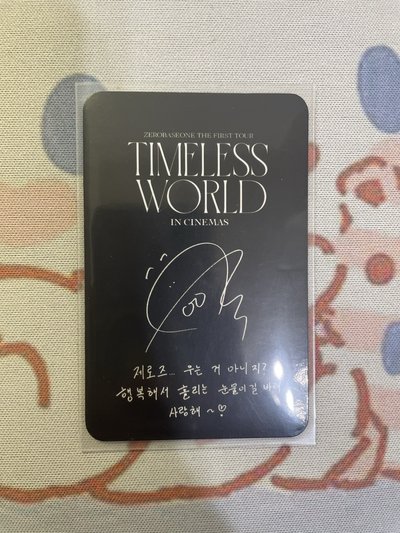 ZEROBASEONE THE FIRST TOUR
TIMELESS
WORLD
IN CINEMAS
제로즈... 우는 거 아니지?
행복해서 흘리는 눈물이길 바래
사랑해 ~ ♡